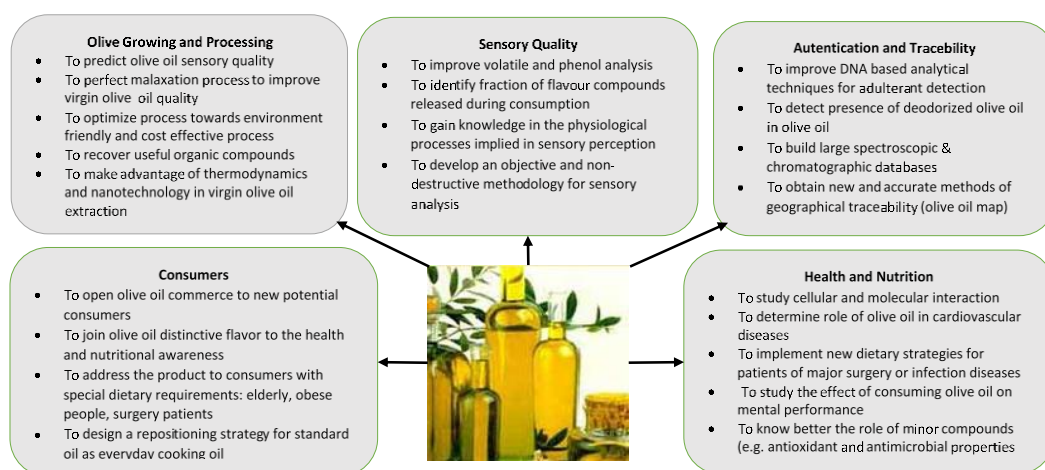 Olive Growing and Processing
• To predict olive oil sensory quality
• To perfect malaxation process to improve
virgin olive oil quality
• To optimize process towards environment
friendly and cost effective process
• To recover useful organic compounds
• To make advantage of thermodynamics
and nanotechnology in virgin olive oil
extraction
Sensory Quality
• To improve volatile and phenol analysis
• To identify fraction of flavour compounds
released during consumption
• To gain knowledge in the physiological
processes implied in sensory perception
• To develop an objective and non-
destructive methodology for sensory
analysis
Autentication and Tracebility
• To improve DNA based analytical
techniques for adulterant detection
• To detect presence of deodorized olive oil
in olive oil
• To build large spectroscopic &
chromatographic databases
• To obtain new and accurate methods of
geographical traceability (olive oil map)
Consumers
• To open olive oil commerce to new potential
consumers
• To join olive oil distinctive flavor to the health
and nutritional awareness
• To address the product to consumers with
special dietary requirements: elderly, obese
people, surgery patients
• To design a repositioning strategy for standard
oil as everyday cooking oil
Health and Nutrition
• To study cellular and molecular interaction
• To determine role of olive oil in cardiovascular
diseases
• To implement new dietary strategies for
patients of major surgery or infection diseases
• To study the effect of consuming olive oil on
mental performance
• To know better the role of minor compounds
(e.g. antioxidant and antimicrobial properties